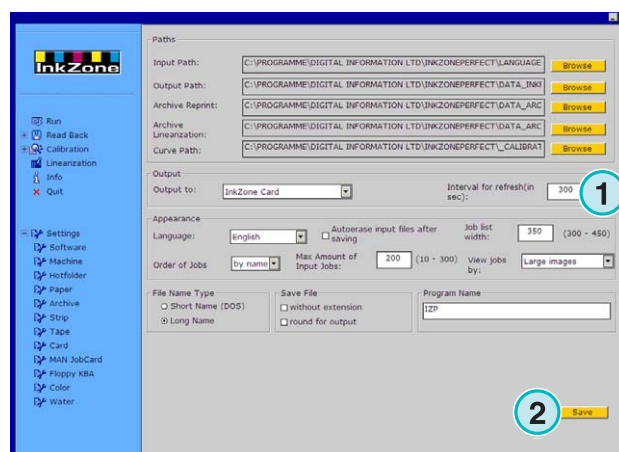 InkZone
Run
Read Back
Calibration
Linearization
Info
Quit
Settings
Software
Machine
Hotfolder
Paper
Archive
Strip
Tape
Card
MAN JobCard
Floppy KBA
Color
Water
Paths
Input Path: C:\PROGRAMME\DIGITAL INFORMATION LTD\INKZONEPERFECT\LANGUAGE Browse
Output Path: C:\PROGRAMME\DIGITAL INFORMATION LTD\INKZONEPERFECT\DATA_INK Browse
Archive Reprint: C:\PROGRAMME\DIGITAL INFORMATION LTD\INKZONEPERFECT\DATA_ARC Browse
Archive
Linearization: C:\PROGRAMME\DIGITAL INFORMATION LTD\INKZONEPERFECT\DATA_ARC Browse
Curve Path: C:\PROGRAMME\DIGITAL INFORMATION LTD\INKZONEPERFECT\_CALIBRAT Browse
Output
Output to: InkZone Card Interval for refresh(in
sec): 300 1
Appearance
Language: English Autoerase input files after
saving Job list
width: 350 (300 - 450)
Order of Jobs by name Max Amount of
Input Jobs: 200 (10 - 300) View jobs
by: Large images
File Name Type
Short Name (DOS)
Long Name
Save File
without extension
round for output
Program Name
IZP
2 Save